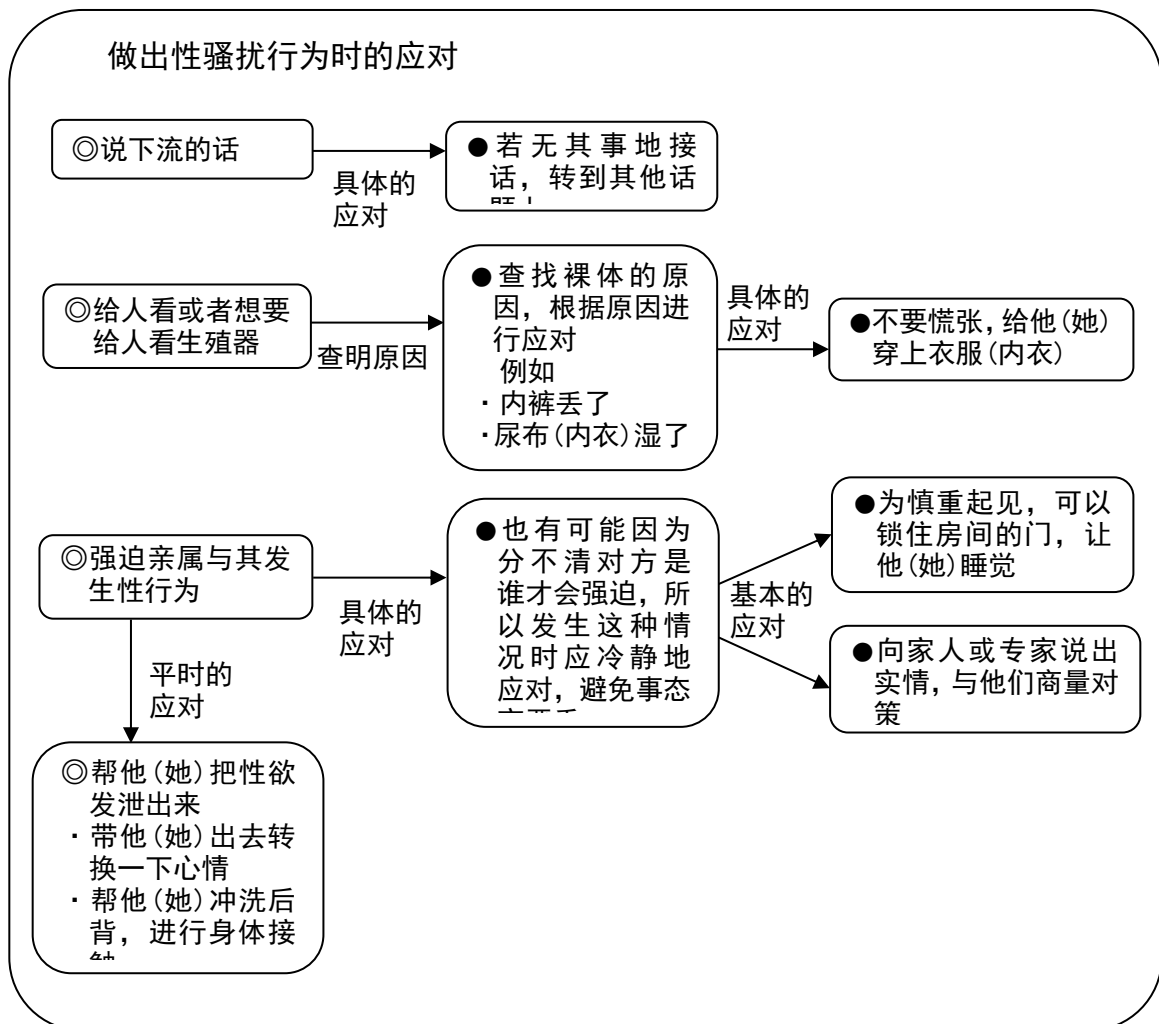 做出性骚扰行为时的应对
◎说下流的话
具体的
应对
●若无其事地接
话，转到其他话
◎给人看或者想要
给人看生殖器
查明原因
●查找裸体的原
因，根据原因进
行应对
例如
·内裤丢了
·尿布(内衣)湿了
具体的
应对
●不要慌张，给他(她)
穿上衣服(内衣)
◎强迫亲属与其发
生性行为
具体的
应对
●也有可能因为
分不清对方是
谁才会强迫，所
以发生这种情
况时应冷静地
应对，避免事态
基本的
应对
●为慎重起见，可以
锁住房间的门，让
他(她)睡觉
●向家人或专家说出
实情，与他们商量对
策
平时的
应对
◎帮他(她)把性欲
发泄出来
·带他(她)出去转
换一下心情
·帮他(她)冲洗后
背，进行身体接